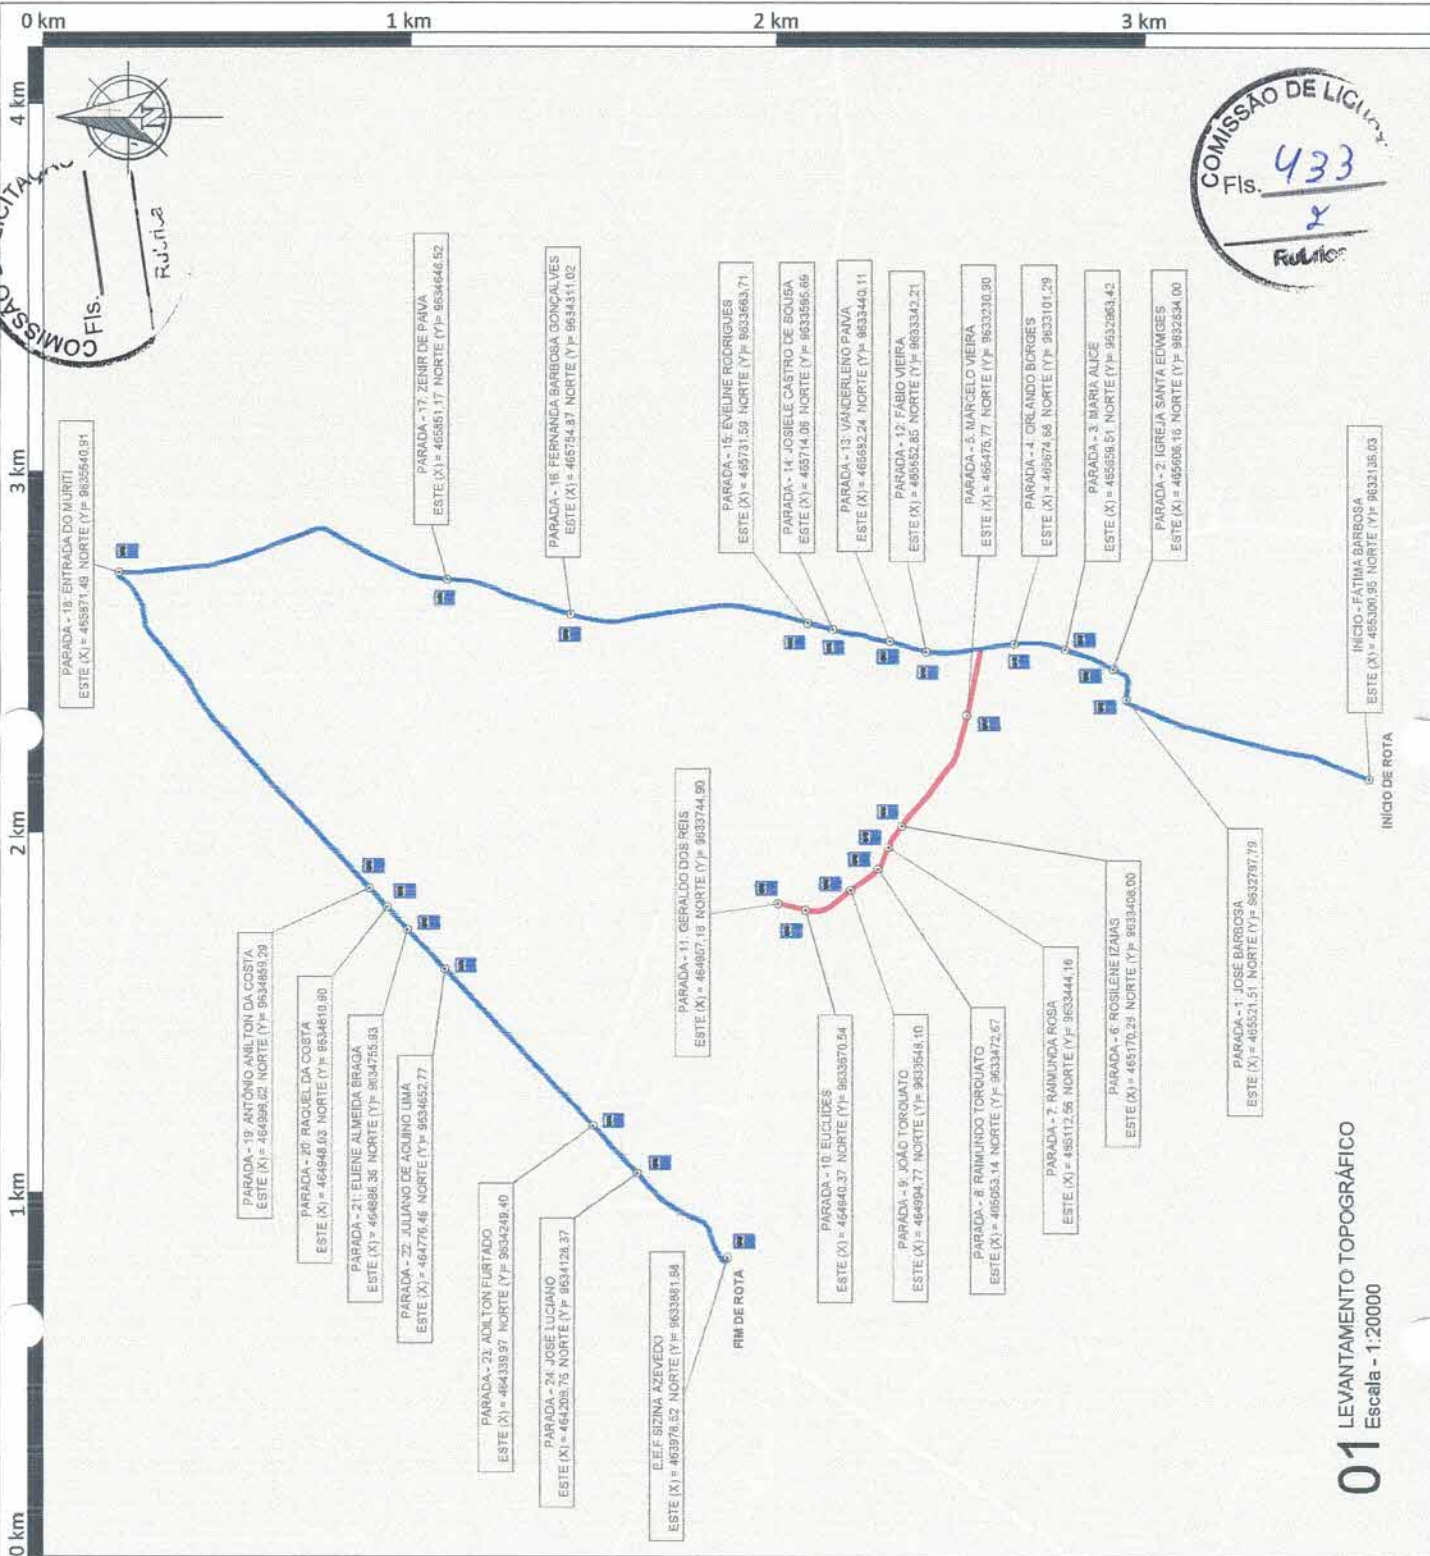 0 km
1 km
2 km
3 km
4 km
3 km
2 km
1 km
0 km
COMISSÃO DE
Fls. 433
Rubrica
COMISSÃO
Fls.
Rubrica
PARADA - 18: ENTRADA DO MURITI
ESTE (X) = 465871,49 NORTE (Y)= 9635540,91
PARADA - 17: ZENIR DE PAIVA
ESTE (X) = 465851,17 NORTE (Y)= 9634646,52
PARADA - 16: FERNANDA BARBOSA GONÇALVES
ESTE (X) = 465754,87 NORTE (Y)= 9634311,02
PARADA - 15: EVELINE RODRIGUES
ESTE (X) = 465731,59 NORTE (Y)= 9633663,71
PARADA - 14: JOSIELE CASTRO DE SOUSA
ESTE (X) = 465714,06 NORTE (Y)= 9633595,69
PARADA - 13: VANDERLENO PAIVA
ESTE (X) = 465682,24 NORTE (Y)= 9633440,11
PARADA - 12: FÁBIO VIEIRA
ESTE (X) = 465652,85 NORTE (Y)= 9633342,21
PARADA - 5: MARCELO VIEIRA
ESTE (X) = 465475,77 NORTE (Y)= 9633230,90
PARADA - 4: ORLANDO BORGES
ESTE (X) = 465674,68 NORTE (Y)= 9633101,29
PARADA - 3: MARIA ALICE
ESTE (X) = 465659,51 NORTE (Y)= 9632963,42
PARADA - 2: IGREJA SANTA EDWIGES
ESTE (X) = 465606,16 NORTE (Y)= 9632834,00
INÍCIO - FÁTIMA BARBOSA
ESTE (X) = 465300,95 NORTE (Y)= 9632135,03
INÍCIO DE ROTA
PARADA - 11: GERALDO DOS REIS
ESTE (X) = 464957,16 NORTE (Y)= 9633744,90
PARADA - 19: ANTÔNIO ANILTON DA COSTA
ESTE (X) = 464998,62 NORTE (Y)= 9634859,29
PARADA - 20: RAQUEL DA COSTA
ESTE (X) = 464948,03 NORTE (Y)= 9634810,90
PARADA - 21: ELIENE ALMEIDA BRAGA
ESTE (X) = 464886,36 NORTE (Y)= 9634755,93
PARADA - 22: JULIANO DE AQUINO LIMA
ESTE (X) = 464776,46 NORTE (Y)= 9634652,77
PARADA - 23: ADILTON FURTADO
ESTE (X) = 464339,97 NORTE (Y)= 9634249,40
PARADA - 24: JOSÉ LUCIANO
ESTE (X) = 464209,75 NORTE (Y)= 9634128,37
E.E.F SIZINA AZEVEDO
ESTE (X) = 463978,52 NORTE (Y)= 9633881,84
FIM DE ROTA
PARADA - 10: EUCLIDES
ESTE (X) = 464940,37 NORTE (Y)= 9633670,54
PARADA - 9: JOÃO TORQUATO
ESTE (X) = 464994,77 NORTE (Y)= 9633548,10
PARADA - 8: RAIMUNDO TORQUATO
ESTE (X) = 465053,14 NORTE (Y)= 9633472,67
PARADA - 7: RAIMUNDA ROSA
ESTE (X) = 465112,56 NORTE (Y)= 9633444,16
PARADA - 6: ROSILENE IZAIAS
ESTE (X) = 465170,28 NORTE (Y)= 9633408,00
PARADA - 1: JOSÉ BARBOSA
ESTE (X) = 465521,51 NORTE (Y)= 9632797,79
01 LEVANTAMENTO TOPOGRÁFICO
Escala - 1:20000
N